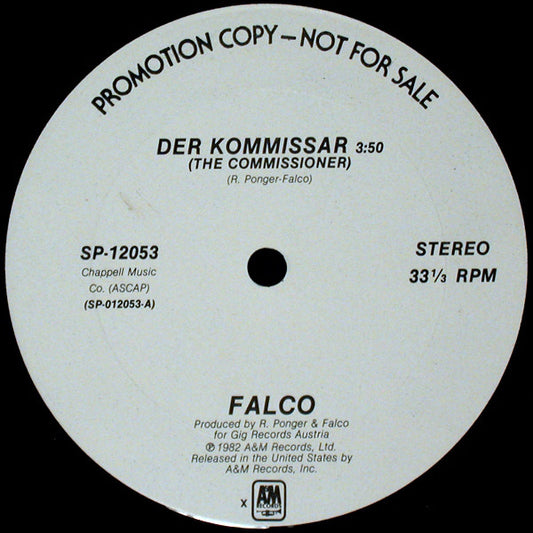 PROMOTION COPY—NOT FOR SALE
DER KOMMISSAR 3:50
(THE COMMISSIONER)
(R. Ponger-Falco)
SP-12053
Chappell Music
Co. (ASCAP)
(SP-012053-A)
STEREO
33 1/3 RPM
FALCO
Produced by R. Ponger & Falco
for Gig Records Austria
℗ 1982 A&M Records, Ltd.
Released in the United States by
A&M Records, Inc.
x
A&M
RECORDS